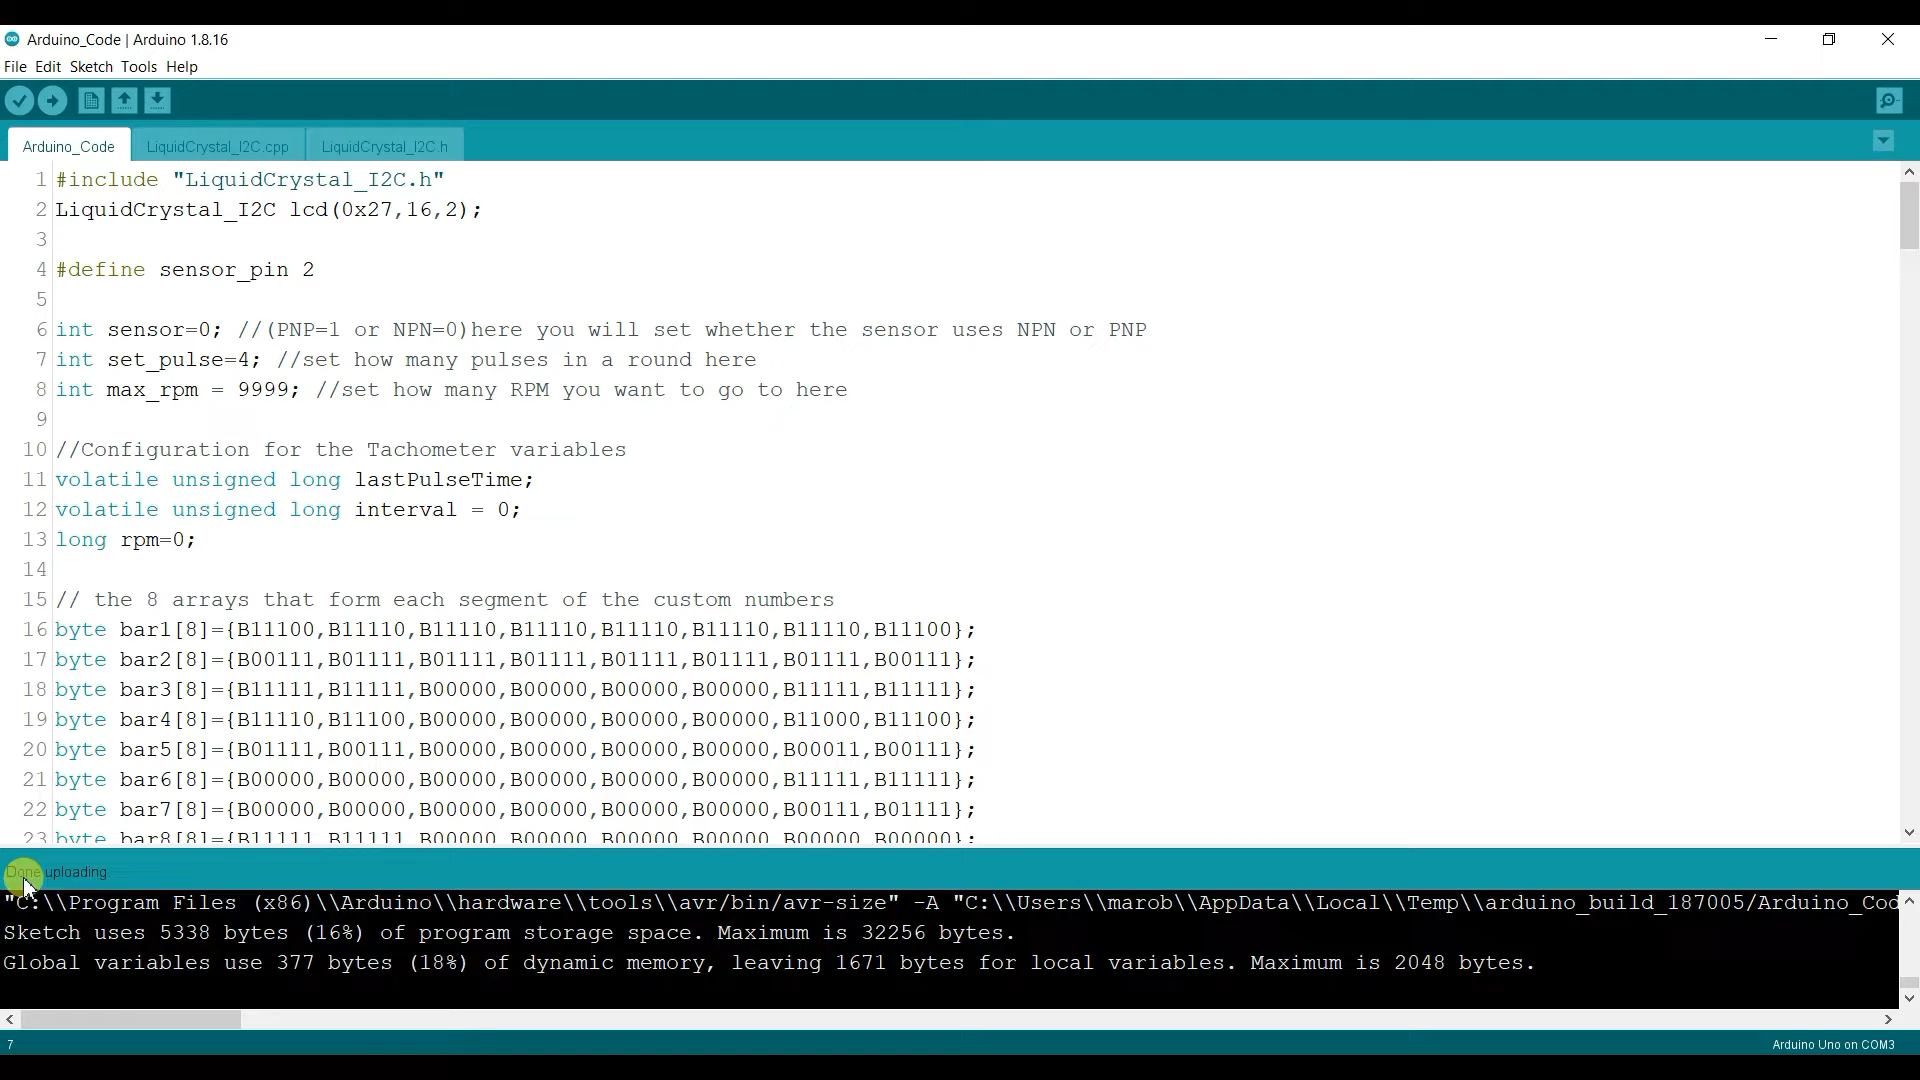 Arduino_Code | Arduino 1.8.16
File Edit Sketch Tools Help
Arduino_Code LiquidCrystal_I2C.cpp LiquidCrystal_I2C.h
1 #include "LiquidCrystal_I2C.h"
2 LiquidCrystal_I2C lcd(0x27,16,2);
3
4 #define sensor_pin 2
5
6 int sensor=0; //(PNP=1 or NPN=0)here you will set whether the sensor uses NPN or PNP
7 int set_pulse=4; //set how many pulses in a round here
8 int max_rpm = 9999; //set how many RPM you want to go to here
9
10 //Configuration for the Tachometer variables
11 volatile unsigned long lastPulseTime;
12 volatile unsigned long interval = 0;
13 long rpm=0;
14
15 // the 8 arrays that form each segment of the custom numbers
16 byte bar1[8]={B11100,B11110,B11110,B11110,B11110,B11110,B11110,B11100};
17 byte bar2[8]={B00111,B01111,B01111,B01111,B01111,B01111,B01111,B00111};
18 byte bar3[8]={B11111,B11111,B00000,B00000,B00000,B00000,B11111,B11111};
19 byte bar4[8]={B11110,B11100,B00000,B00000,B00000,B00000,B11000,B11100};
20 byte bar5[8]={B01111,B00111,B00000,B00000,B00000,B00000,B00011,B00111};
21 byte bar6[8]={B00000,B00000,B00000,B00000,B00000,B00000,B11111,B11111};
22 byte bar7[8]={B00000,B00000,B00000,B00000,B00000,B00000,B00111,B01111};
23 byte bar8[8]={B11111,B11111,B00000,B00000,B00000,B00000,B00000,B00000};
Done uploading.
"C:\\Program Files (x86)\\Arduino\\hardware\\tools\\avr/bin/avr-size" -A "C:\\Users\\marob\\AppData\\Local\\Temp\\arduino_build_187005/Arduino_Cod
Sketch uses 5338 bytes (16%) of program storage space. Maximum is 32256 bytes.
Global variables use 377 bytes (18%) of dynamic memory, leaving 1671 bytes for local variables. Maximum is 2048 bytes.
7 Arduino Uno on COM3